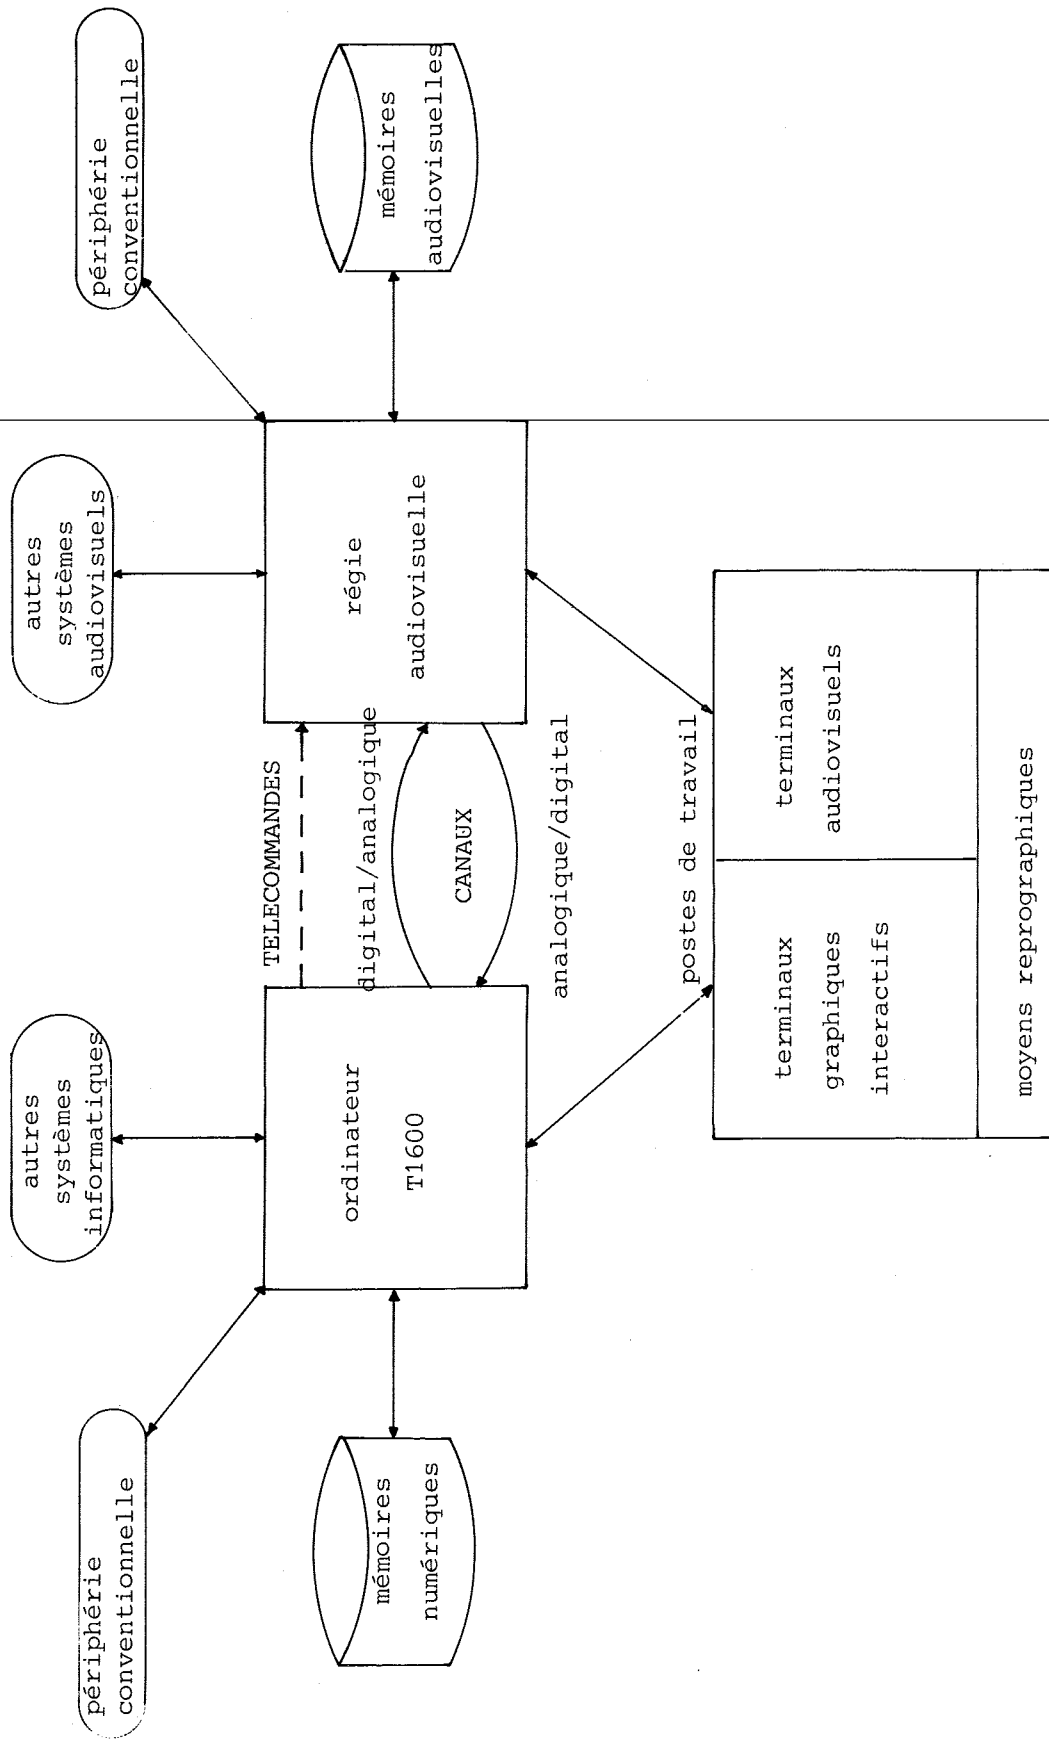 périphérie
conventionnelle
autres
systèmes
informatiques
autres
systèmes
audiovisuels
périphérie
conventionnelle
mémoires
numériques
ordinateur
T1600
TELECOMMANDES
digital/analogique
CANAUX
analogique/digital
régie
audiovisuelle
mémoires
audiovisuelles
postes de travail
terminaux
graphiques
interactifs
terminaux
audiovisuels
moyens reprographiques